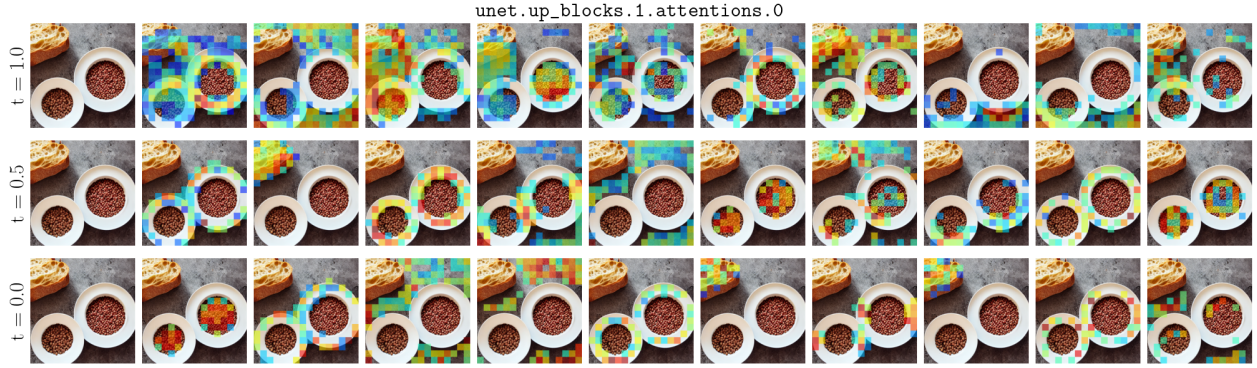 unet.up_blocks.1.attentions.0
t = 1.0
t = 0.5
t = 0.0